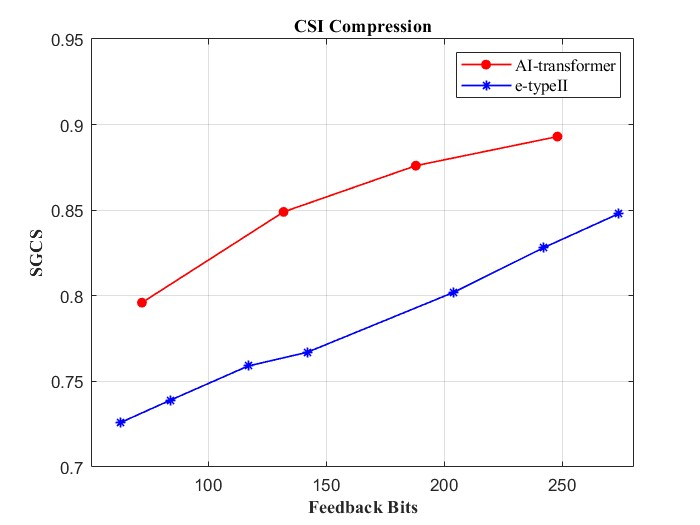 CSI Compression
AI-transformer
e-typeII
0.95
0.9
0.85
0.8
0.75
0.7
SGCS
100 150 200 250
Feedback Bits